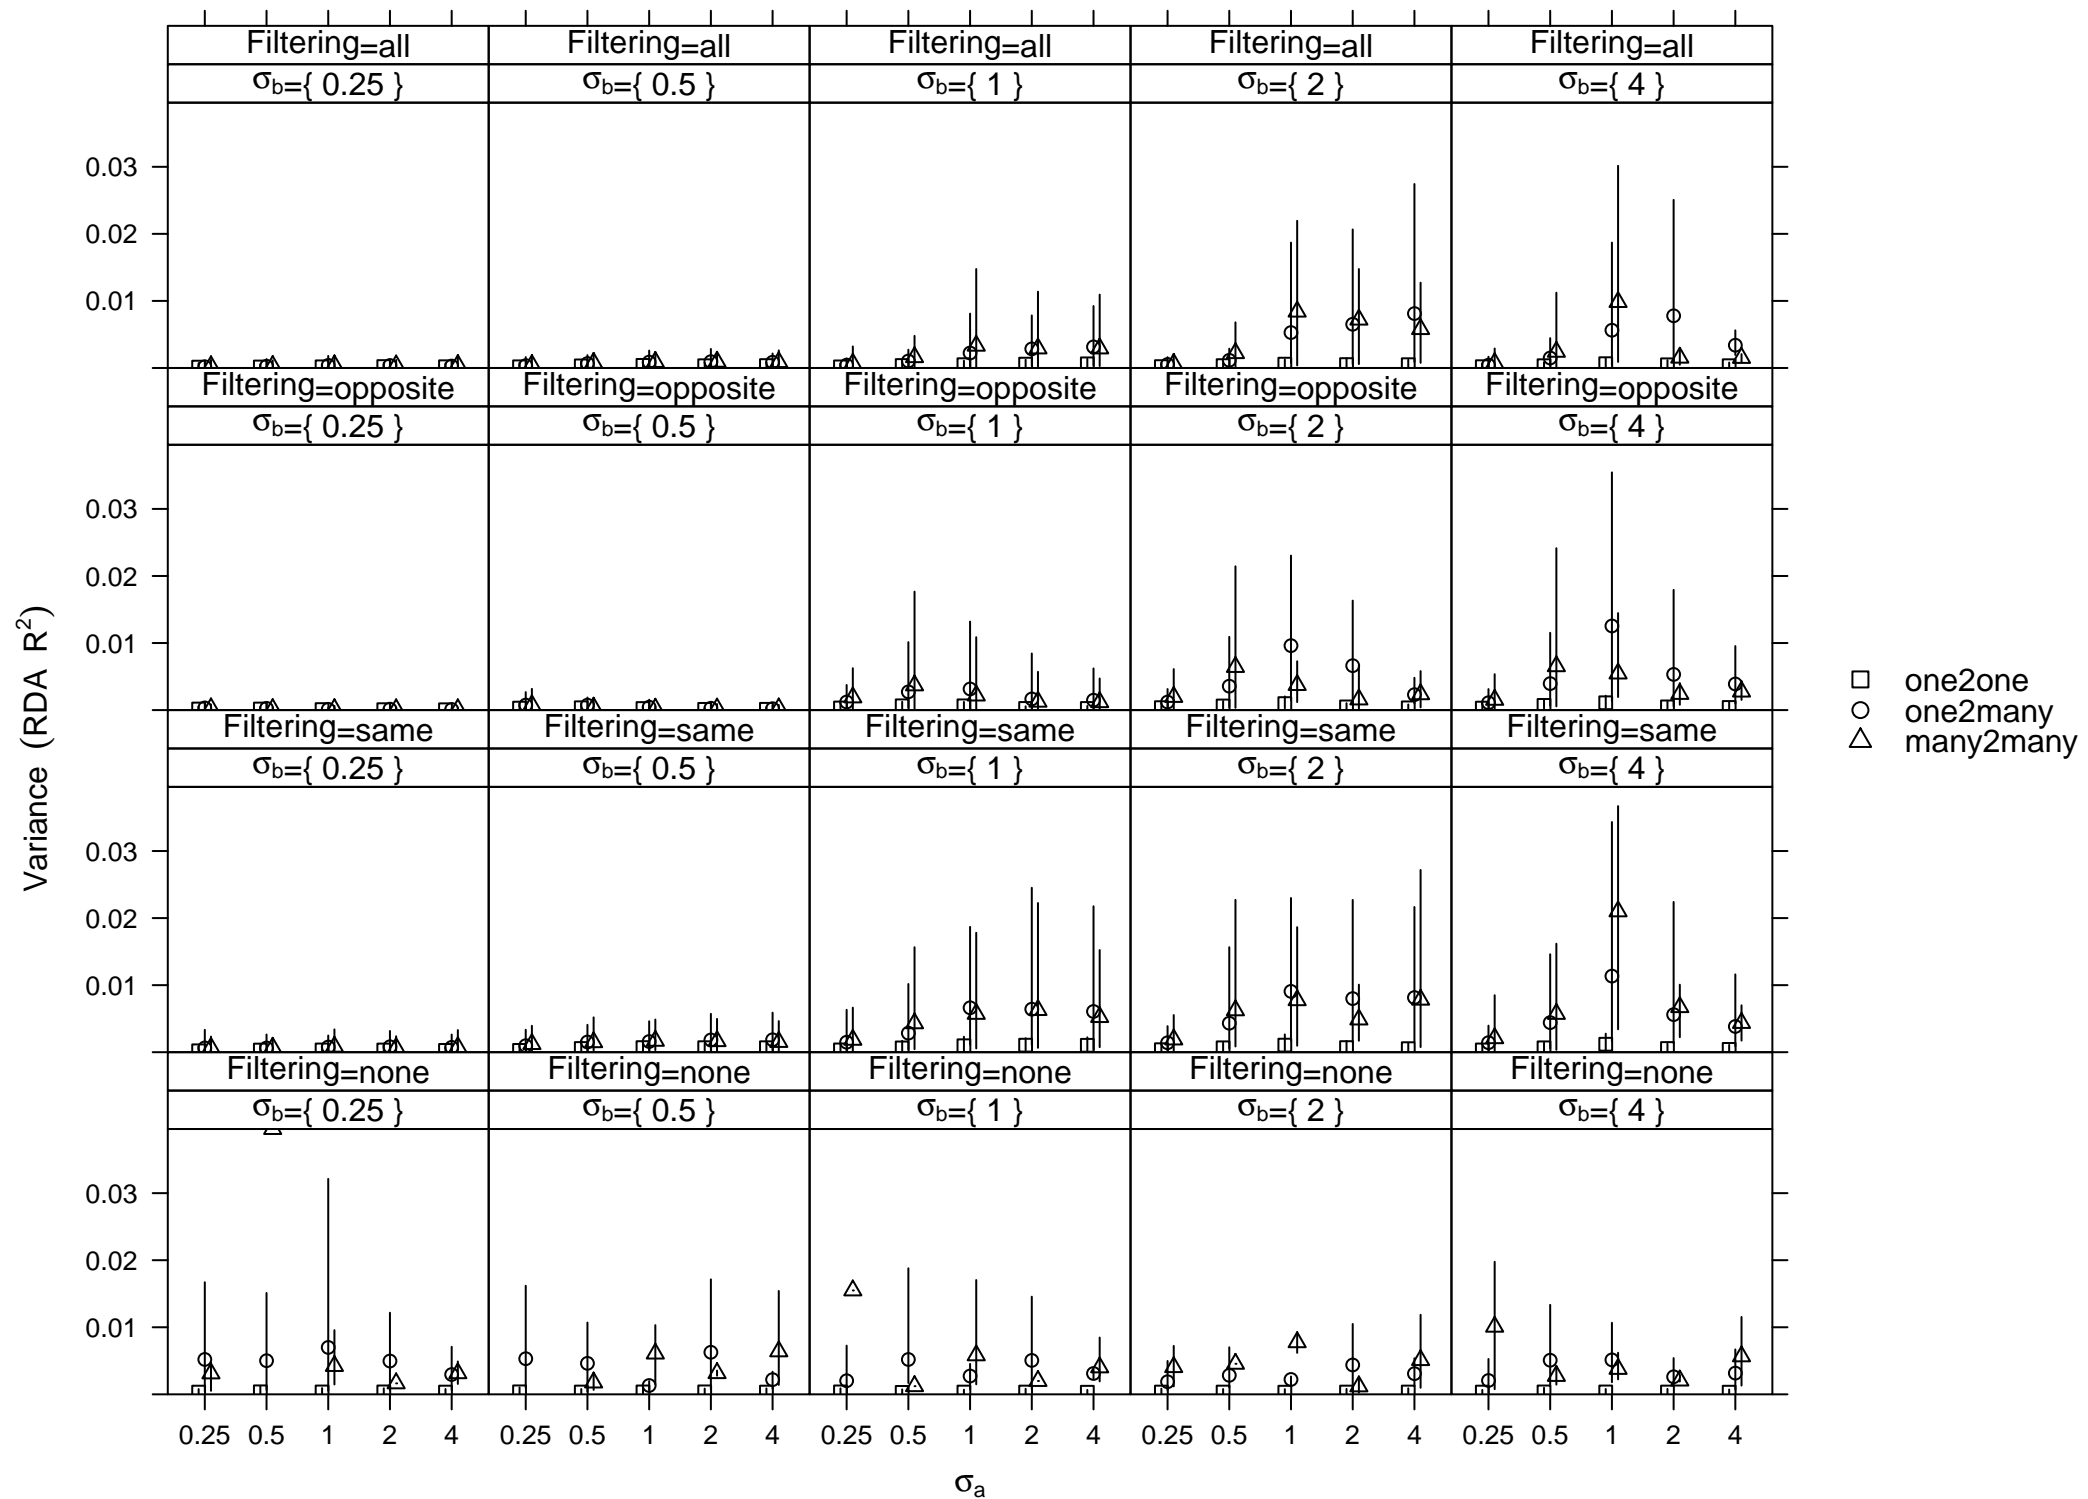 Filtering=all Filtering=all Filtering=all Filtering=all Filtering=all
σb={ 0.25 } σb={ 0.5 } σb={ 1 } σb={ 2 } σb={ 4 }
0.03
0.02
0.01
Filtering=opposite Filtering=opposite Filtering=opposite Filtering=opposite Filtering=opposite
σb={ 0.25 } σb={ 0.5 } σb={ 1 } σb={ 2 } σb={ 4 }
0.03
0.02
0.01
Filtering=same Filtering=same Filtering=same Filtering=same Filtering=same
σb={ 0.25 } σb={ 0.5 } σb={ 1 } σb={ 2 } σb={ 4 }
0.03
0.02
0.01
Filtering=none Filtering=none Filtering=none Filtering=none Filtering=none
σb={ 0.25 } σb={ 0.5 } σb={ 1 } σb={ 2 } σb={ 4 }
0.03
0.02
0.01
0.25 0.5 1 2 4 0.25 0.5 1 2 4 0.25 0.5 1 2 4 0.25 0.5 1 2 4 0.25 0.5 1 2 4
σa
Variance (RDA R²)
one2one
one2many
many2many